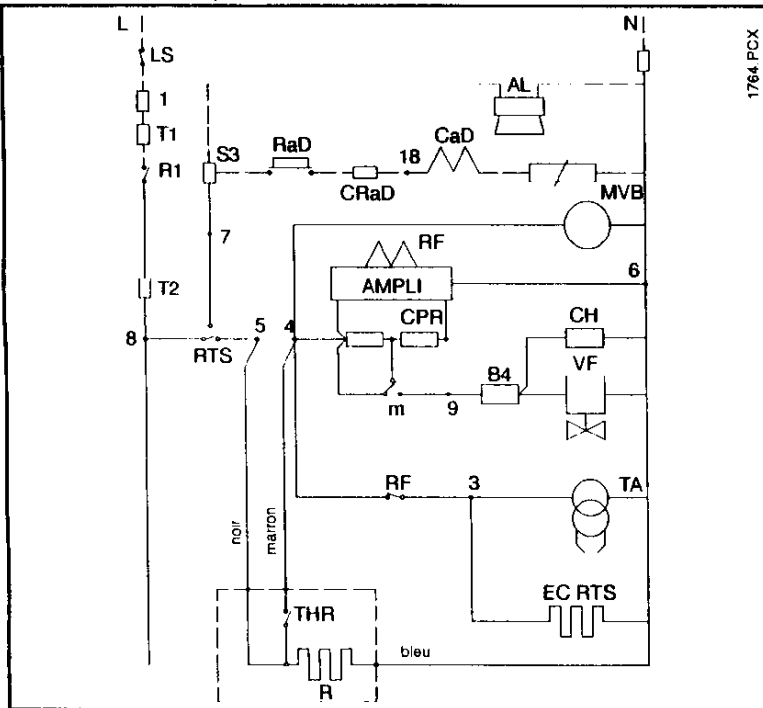 L
N
1764 PCX
LS
AL
1
T1
RaD
18
CaD
S3
R1
CRaD
MVB
7
RF
T2
AMPLI
6
CPR
CH
8
5
4
RTS
VF
B4
m
9
RF
3
TA
noir
marron
EC RTS
THR
bleu
R